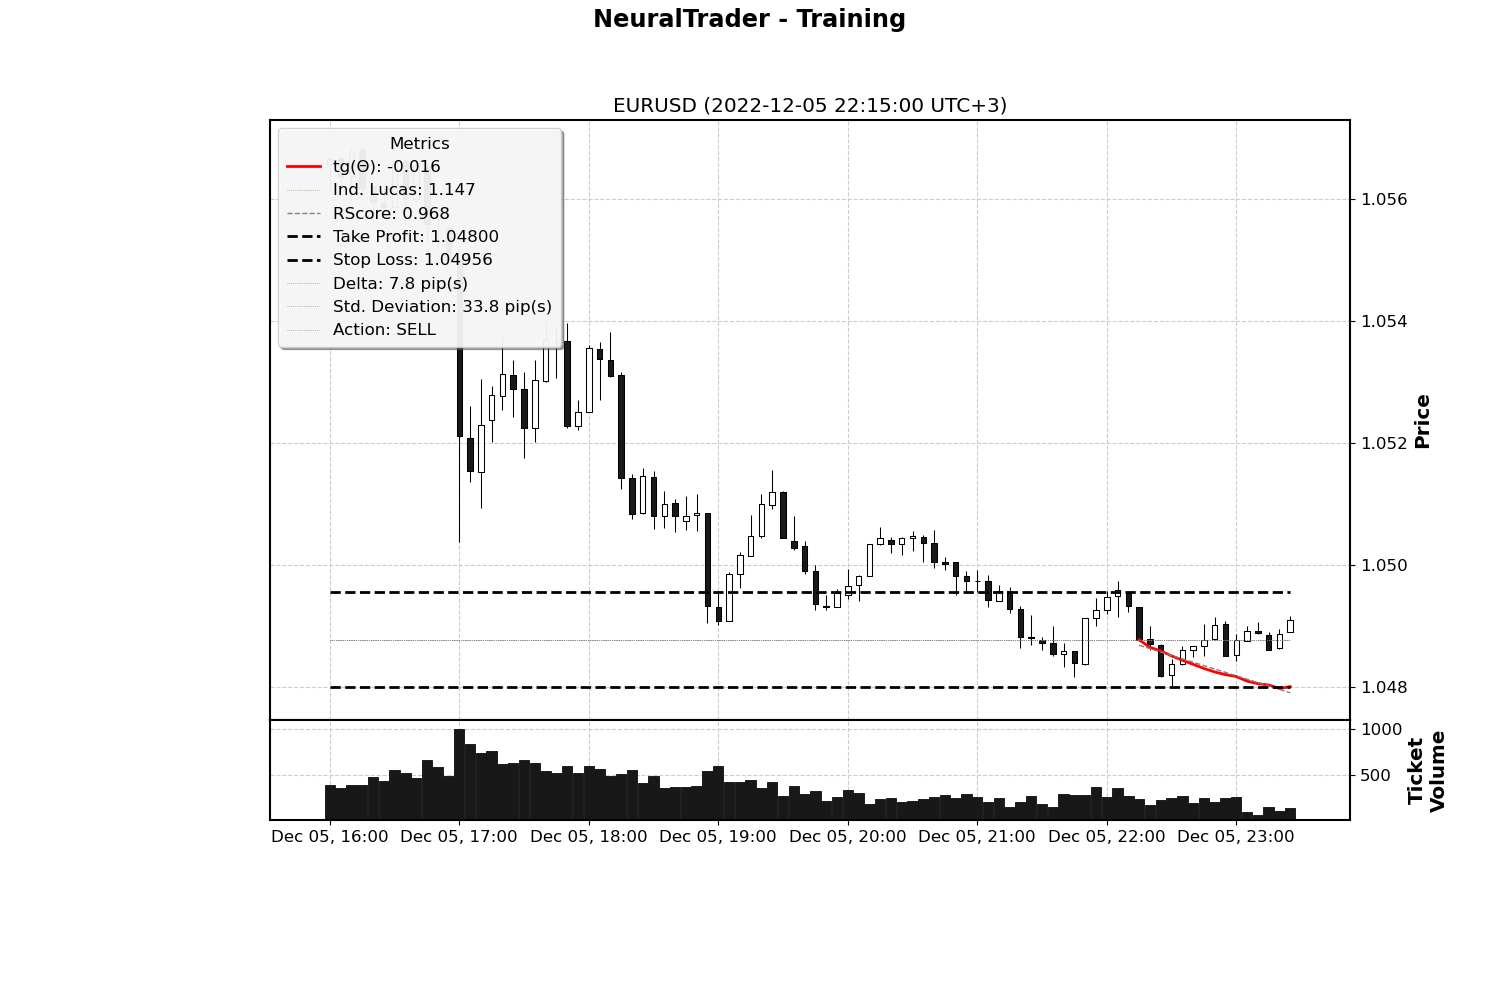 NeuralTrader - Training
EURUSD (2022-12-05 22:15:00 UTC+3)
Metrics
tg(Θ): -0.016
Ind. Lucas: 1.147
RScore: 0.968
Take Profit: 1.04800
Stop Loss: 1.04956
Delta: 7.8 pip(s)
Std. Deviation: 33.8 pip(s)
Action: SELL
1.056
1.054
1.052
1.050
1.048
Price
1000
500
Ticket
Volume
Dec 05, 16:00
Dec 05, 17:00
Dec 05, 18:00
Dec 05, 19:00
Dec 05, 20:00
Dec 05, 21:00
Dec 05, 22:00
Dec 05, 23:00